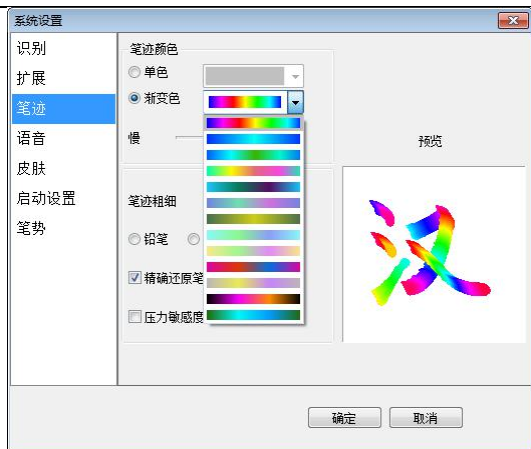 系统设置
识别
扩展
笔迹
语音
皮肤
启动设置
笔势
笔迹颜色
单色
渐变色
慢
笔迹粗细
铅笔
精确还原笔
压力敏感度
预览
汉
确定
取消